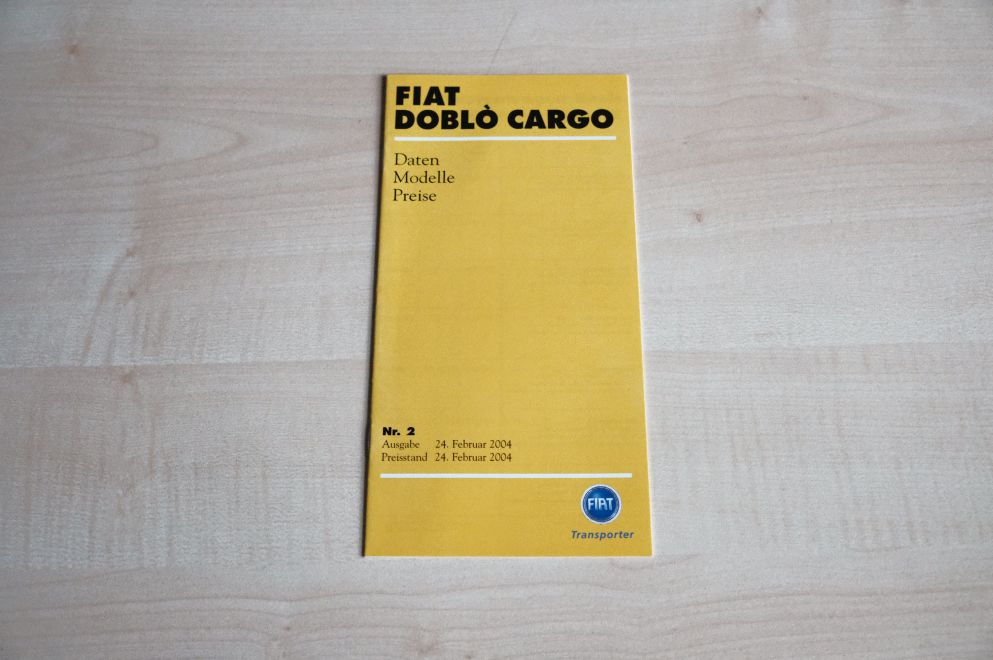 FIAT
DOBLÒ CARGO
Daten
Modelle
Preise
Nr. 2
Ausgabe 24. Februar 2004
Preisstand 24. Februar 2004
FIAT
Transporter